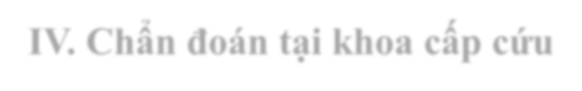 IV. Chẩn đoán tại khoa cấp cứu